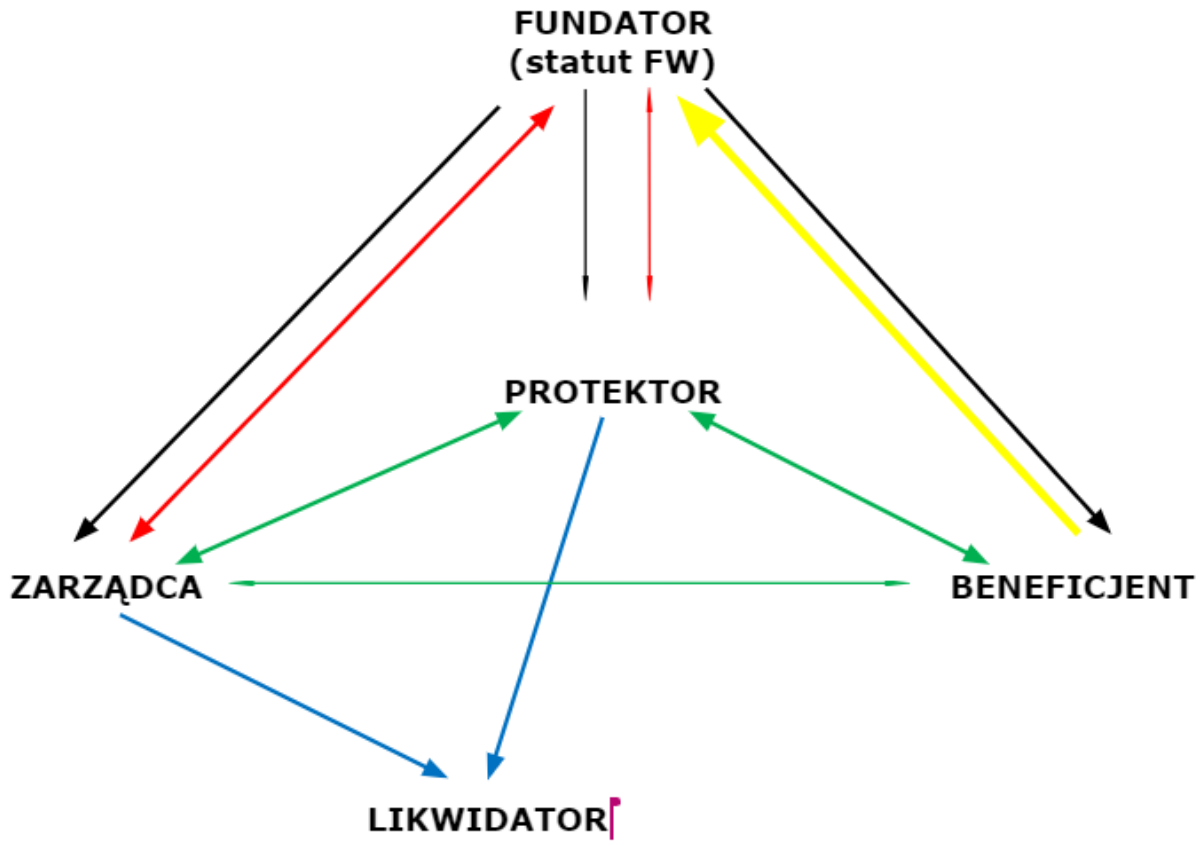 FUNDATOR
(statut FW)
PROTEKTOR
ZARZĄDCA
BENEFICJENT
LIKWIDATOR